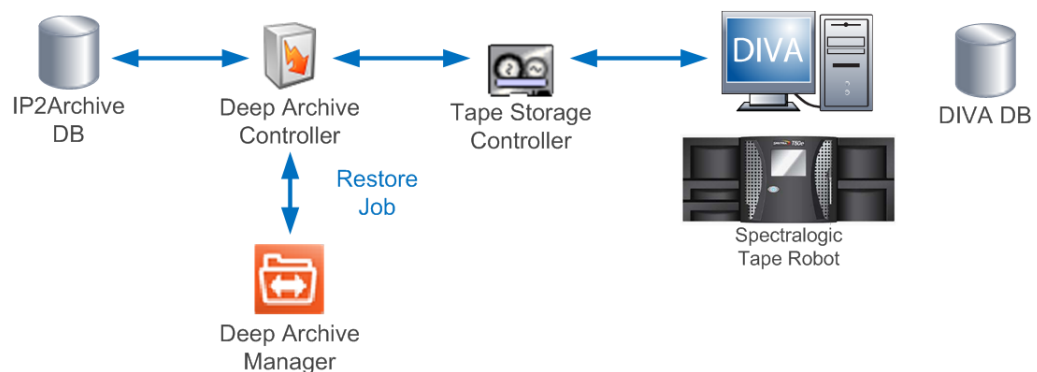 DIVA
IP2Archive
DB
Deep Archive
Controller
Tape Storage
Controller
DIVA DB
Restore
Job
Spectralogic
Tape Robot
Deep Archive
Manager